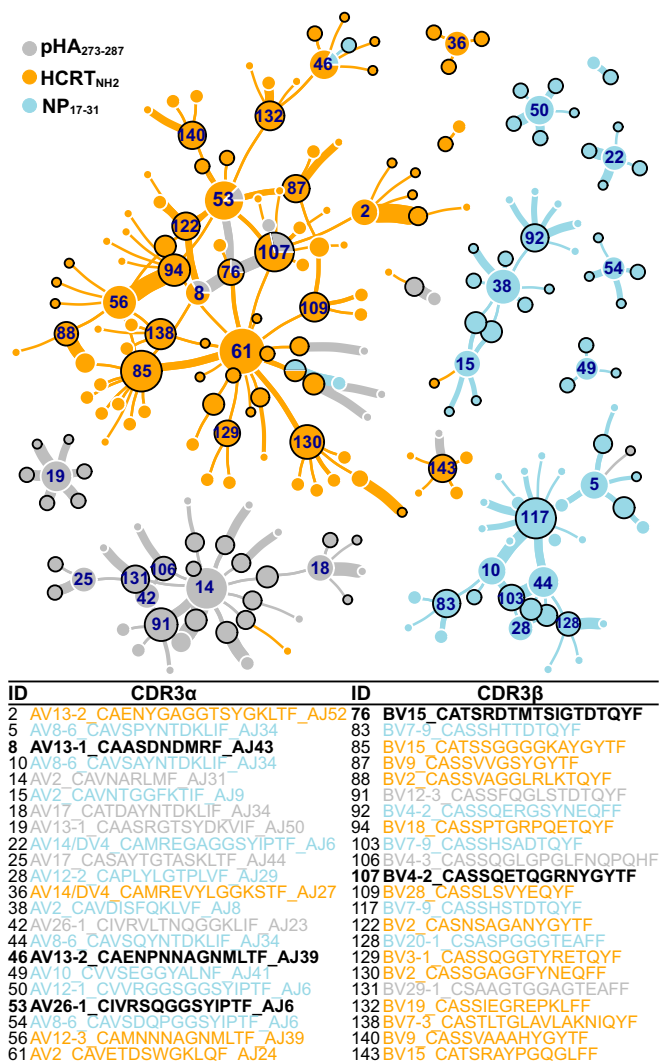 pHA273-287
HCRTNH2
NP17-31
46
36
50
22
140
132
53
87
2
122
107
92
94
76
8
38
54
56
109
88
138
61
15
49
85
129
130
143
19
5
117
25
131
106
14
18
10
44
42
91
83
103
28
128
ID CDR3α ID CDR3β
2 AV13-2_CAENYGAGGTSYGKLTF_AJ52 76 BV15_CATSRDTMTSIGTDTQYF
5 AV8-6_CAVSPYNTDKLIF_AJ34 83 BV7-9_CASSHTTDTQYF
8 AV13-1_CAASDNDMRF_AJ43 85 BV15_CATSSGGGGKAYGYTF
10 AV8-6_CAVSAYNTDKLIF_AJ34 87 BV9_CASSVVGSYGYTF
14 AV2_CAVNARLMF_AJ31 88 BV2_CASSVAGGLRLKTQYF
15 AV2_CAVNTGGFKTIF_AJ9 91 BV12-3_CASSFQGLSTDTQYF
18 AV17_CATDAYNTDKLIF_AJ34 92 BV4-2_CASSQERGSYNEQFF
19 AV13-1_CAASRGTSYDKVIF_AJ50 94 BV18_CASSPTGRPQETQYF
22 AV14/DV4_CAMREGAGGSYIPTF_AJ6 103 BV7-9_CASSHSADTQYF
25 AV17_CASAYTGTASKLTF_AJ44 106 BV4-3_CASSQGLGPGLFNQPQHF
28 AV12-2_CAPLYLGTPLVF_AJ29 107 BV4-2_CASSQETQGRNYGYTF
36 AV14/DV4_CAMREVYLGGKSTF_AJ27 109 BV28_CASSLSVYEQYF
38 AV2_CAVDISFQKLVF_AJ8 117 BV7-9_CASSHSTDTQYF
42 AV26-1_CIVRVLTNQGGKLIF_AJ23 122 BV2_CASNSAGANYGYTF
44 AV8-6_CAVSQYNTDKLIF_AJ34 128 BV20-1_CSASPGGGTEAFF
46 AV13-2_CAENPNNAGNMLTF_AJ39 129 BV3-1_CASSQGGTYRETQYF
49 AV10_CVVSEGGYALNF_AJ41 130 BV2_CASSGAGGFYNEQFF
50 AV12-1_CVVRGGSGGSYIPTF_AJ6 131 BV29-1_CSAAGTGGAGTEAFF
53 AV26-1_CIVRSQGGSYIPTF_AJ6 132 BV19_CASSIEGREPKLFF
54 AV8-6_CAVSDQPGGSYIPTF_AJ6 138 BV7-3_CASTLTGLAVLAKNIQYF
56 AV12-3_CAMNNNAGNMLTF_AJ39 140 BV9_CASSVAAAHYGYTF
61 AV2_CAVETDSWGKLQF_AJ24 143 BV15_CATSRAYPGQGLFF